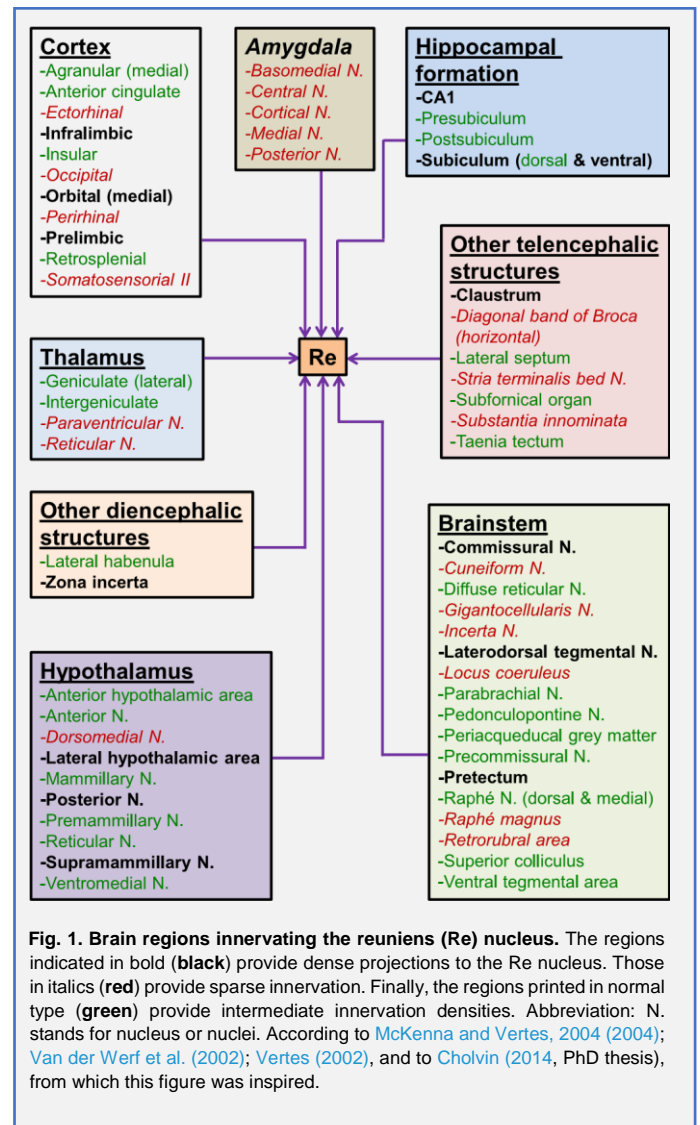 Cortex
-Agranular (medial)
-Anterior cingulate
-Ectorhinal
-Infralimbic
-Insular
-Occipital
-Orbital (medial)
-Perirhinal
-Prelimbic
-Retrosplenial
-Somatosensorial II
Amygdala
-Basomedial N.
-Central N.
-Cortical N.
-Medial N.
-Posterior N.
Hippocampal
formation
-CA1
-Presubiculum
-Postsubiculum
-Subiculum (dorsal & ventral)
Other telencephalic
structures
-Claustrum
-Diagonal band of Broca
(horizontal)
-Lateral septum
-Stria terminalis bed N.
-Subfornical organ
-Substantia innominata
-Taenia tectum
Re
Thalamus
-Geniculate (lateral)
-Intergeniculate
-Paraventricular N.
-Reticular N.
Other diencephalic
structures
-Lateral habenula
-Zona incerta
Hypothalamus
-Anterior hypothalamic area
-Anterior N.
-Dorsomedial N.
-Lateral hypothalamic area
-Mammillary N.
-Posterior N.
-Premammillary N.
-Reticular N.
-Supramammillary N.
-Ventromedial N.
Brainstem
-Commissural N.
-Cuneiform N.
-Diffuse reticular N.
-Gigantocellularis N.
-Incerta N.
-Laterodorsal tegmental N.
-Locus coeruleus
-Parabrachial N.
-Pedonculopontine N.
-Periacqueducal grey matter
-Precommissural N.
-Pretectum
-Raphé N. (dorsal & medial)
-Raphé magnus
-Retrorubral area
-Superior colliculus
-Ventral tegmental area
Fig. 1. Brain regions innervating the reuniens (Re) nucleus. The regions
indicated in bold (black) provide dense projections to the Re nucleus. Those
in italics (red) provide sparse innervation. Finally, the regions printed in normal
type (green) provide intermediate innervation densities. Abbreviation: N.
stands for nucleus or nuclei. According to McKenna and Vertes, 2004 (2004);
Van der Werf et al. (2002); Vertes (2002), and to Cholvin (2014, PhD thesis),
from which this figure was inspired.